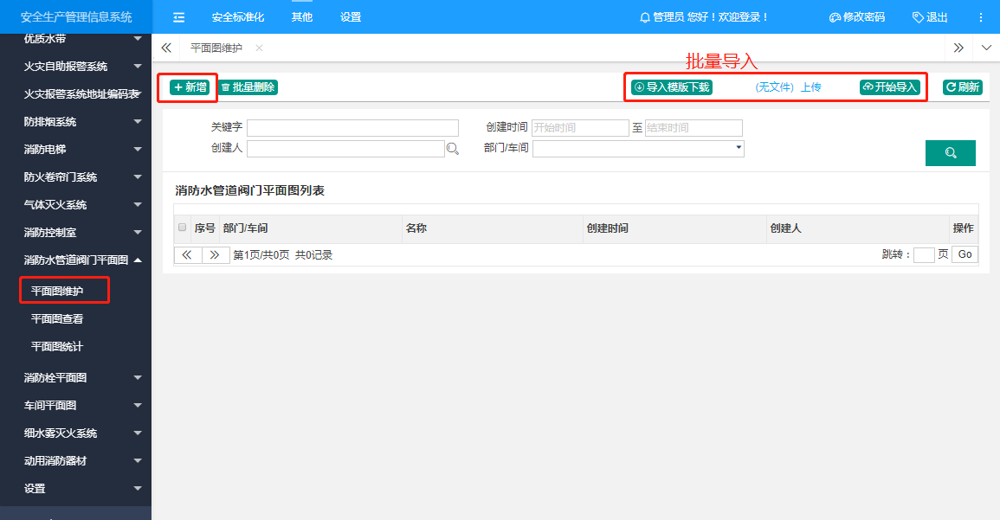 安全生产管理信息系统
安全标准化 其他 设置 管理员 您好！欢迎登录！ 修改密码 退出
优质水带
火灾自助报警系统
火灾报警系统地址编码表
防排烟系统
消防电梯
防火卷帘门系统
气体灭火系统
消防控制室
消防水管道阀门平面图
平面图维护
平面图查看
平面图统计
消防栓平面图
车间平面图
细水雾灭火系统
动用消防器材
设置
平面图维护
批量导入
新增 批量删除 导入模版下载 (无文件) 上传 开始导入 刷新
关键字 创建时间 开始时间 至 结束时间
创建人 部门/车间
消防水管道阀门平面图列表
序号 部门/车间 名称 创建时间 创建人 操作
第1页/共0页 共0记录 跳转： 页 Go